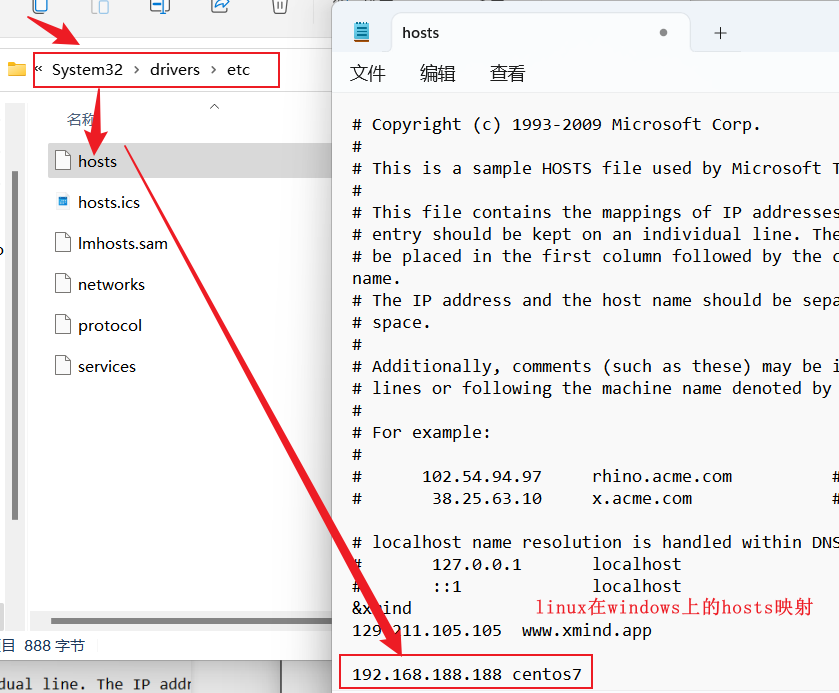 « System32 › drivers › etc
名称
hosts
hosts.ics
lmhosts.sam
networks
protocol
services
888 字节
dual line. The IP addr
hosts
文件 编辑 查看
# Copyright (c) 1993-2009 Microsoft Corp.
#
# This is a sample HOSTS file used by Microsoft T
#
# This file contains the mappings of IP addresses
# entry should be kept on an individual line. The
# be placed in the first column followed by the c
name.
# The IP address and the host name should be sepa
# space.
#
# Additionally, comments (such as these) may be i
# lines or following the machine name denoted by
#
# For example:
#
# 102.54.94.97 rhino.acme.com #
# 38.25.63.10 x.acme.com #
# localhost name resolution is handled within DNS
# 127.0.0.1 localhost
# ::1 localhost
linux在windows上的hosts映射
www.xmind.app
192.168.188.188 centos7